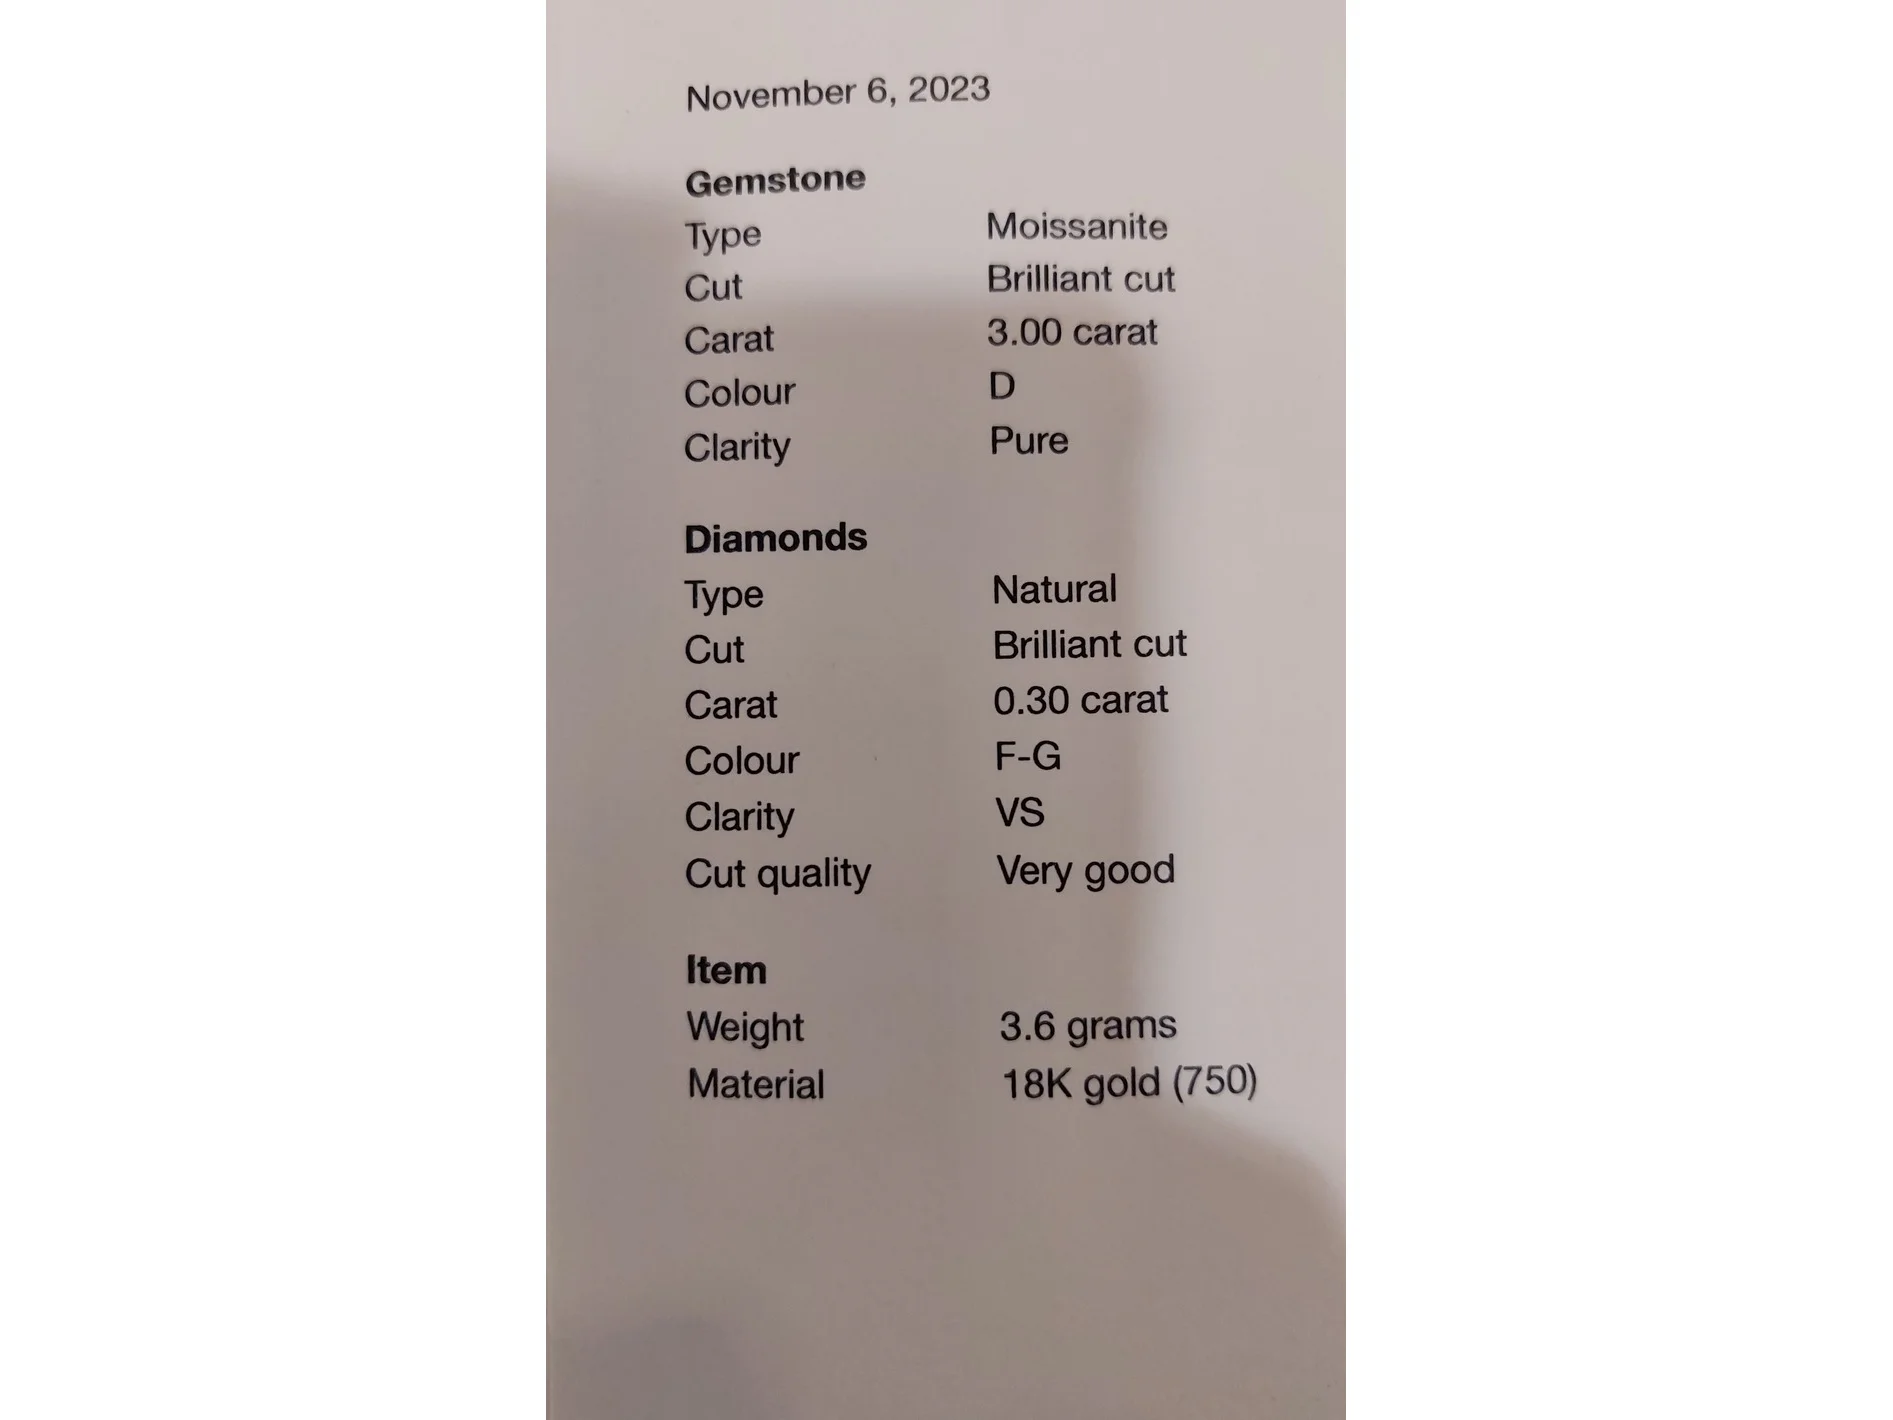 November 6, 2023
Gemstone
Type Moissanite
Cut Brilliant cut
Carat 3.00 carat
Colour D
Clarity Pure
Diamonds
Type Natural
Cut Brilliant cut
Carat 0.30 carat
Colour F-G
Clarity VS
Cut quality Very good
Item
Weight 3.6 grams
Material 18K gold (750)